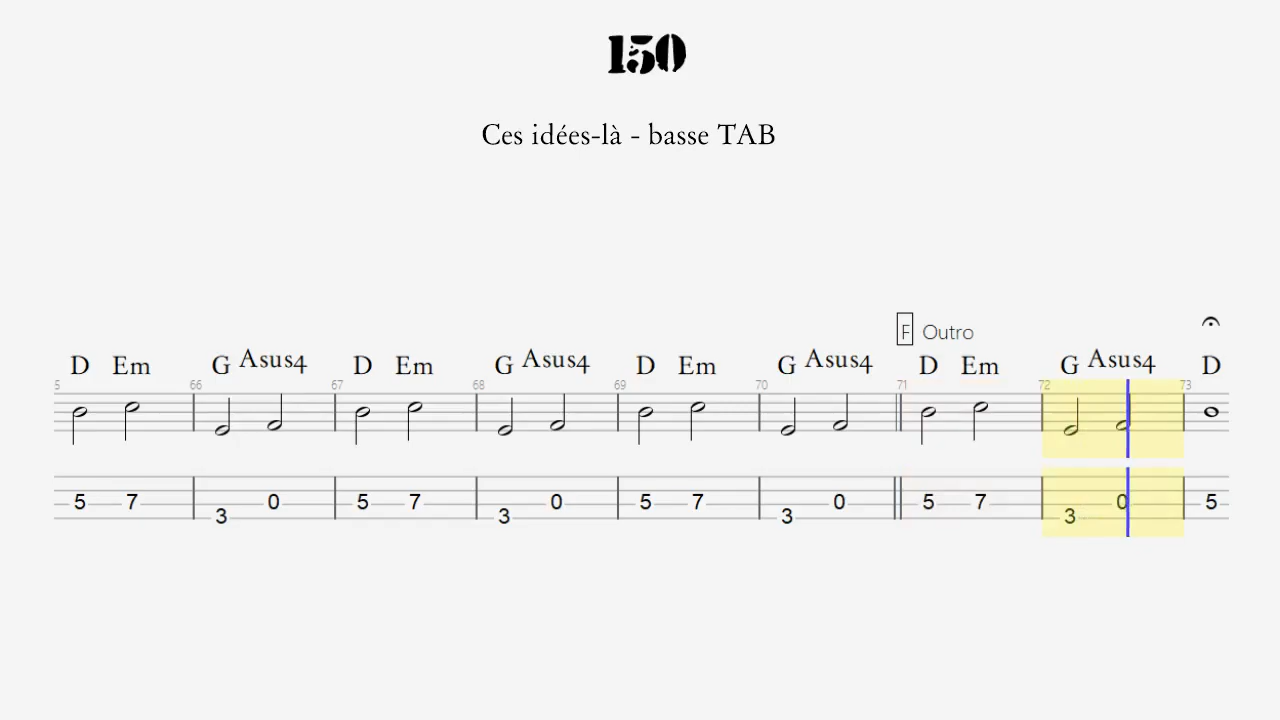 150
Ces idées-là - basse TAB
F Outro
D Em G Asus4 D Em G Asus4 D Em G Asus4 D Em G Asus4 D
5 66 67 68 69 70 71 72 73
5 7 3 0 5 7 3 0 5 7 3 0 5 7 3 0 5